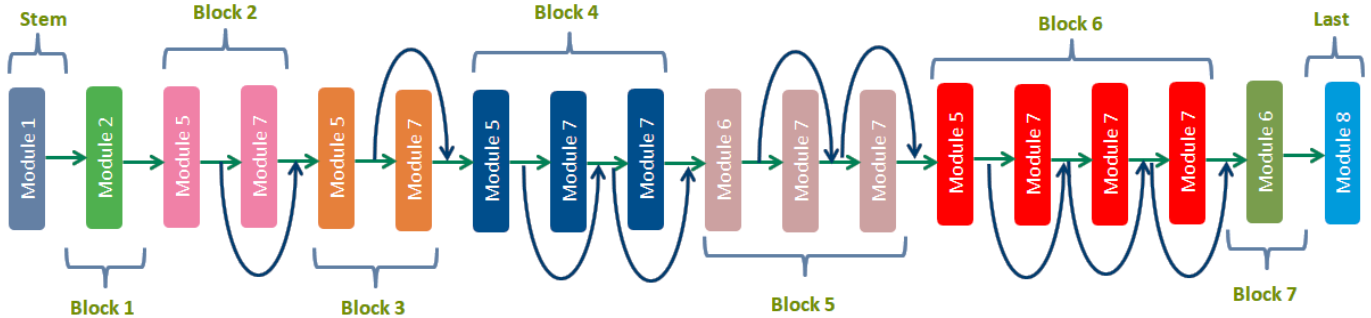 Stem
Block 2
Block 4
Block 6
Last
Module 1
Module 2
Module 5
Module 7
Module 5
Module 7
Module 5
Module 7
Module 7
Module 6
Module 7
Module 7
Module 5
Module 7
Module 7
Module 7
Module 6
Module 8
Block 1
Block 3
Block 5
Block 7